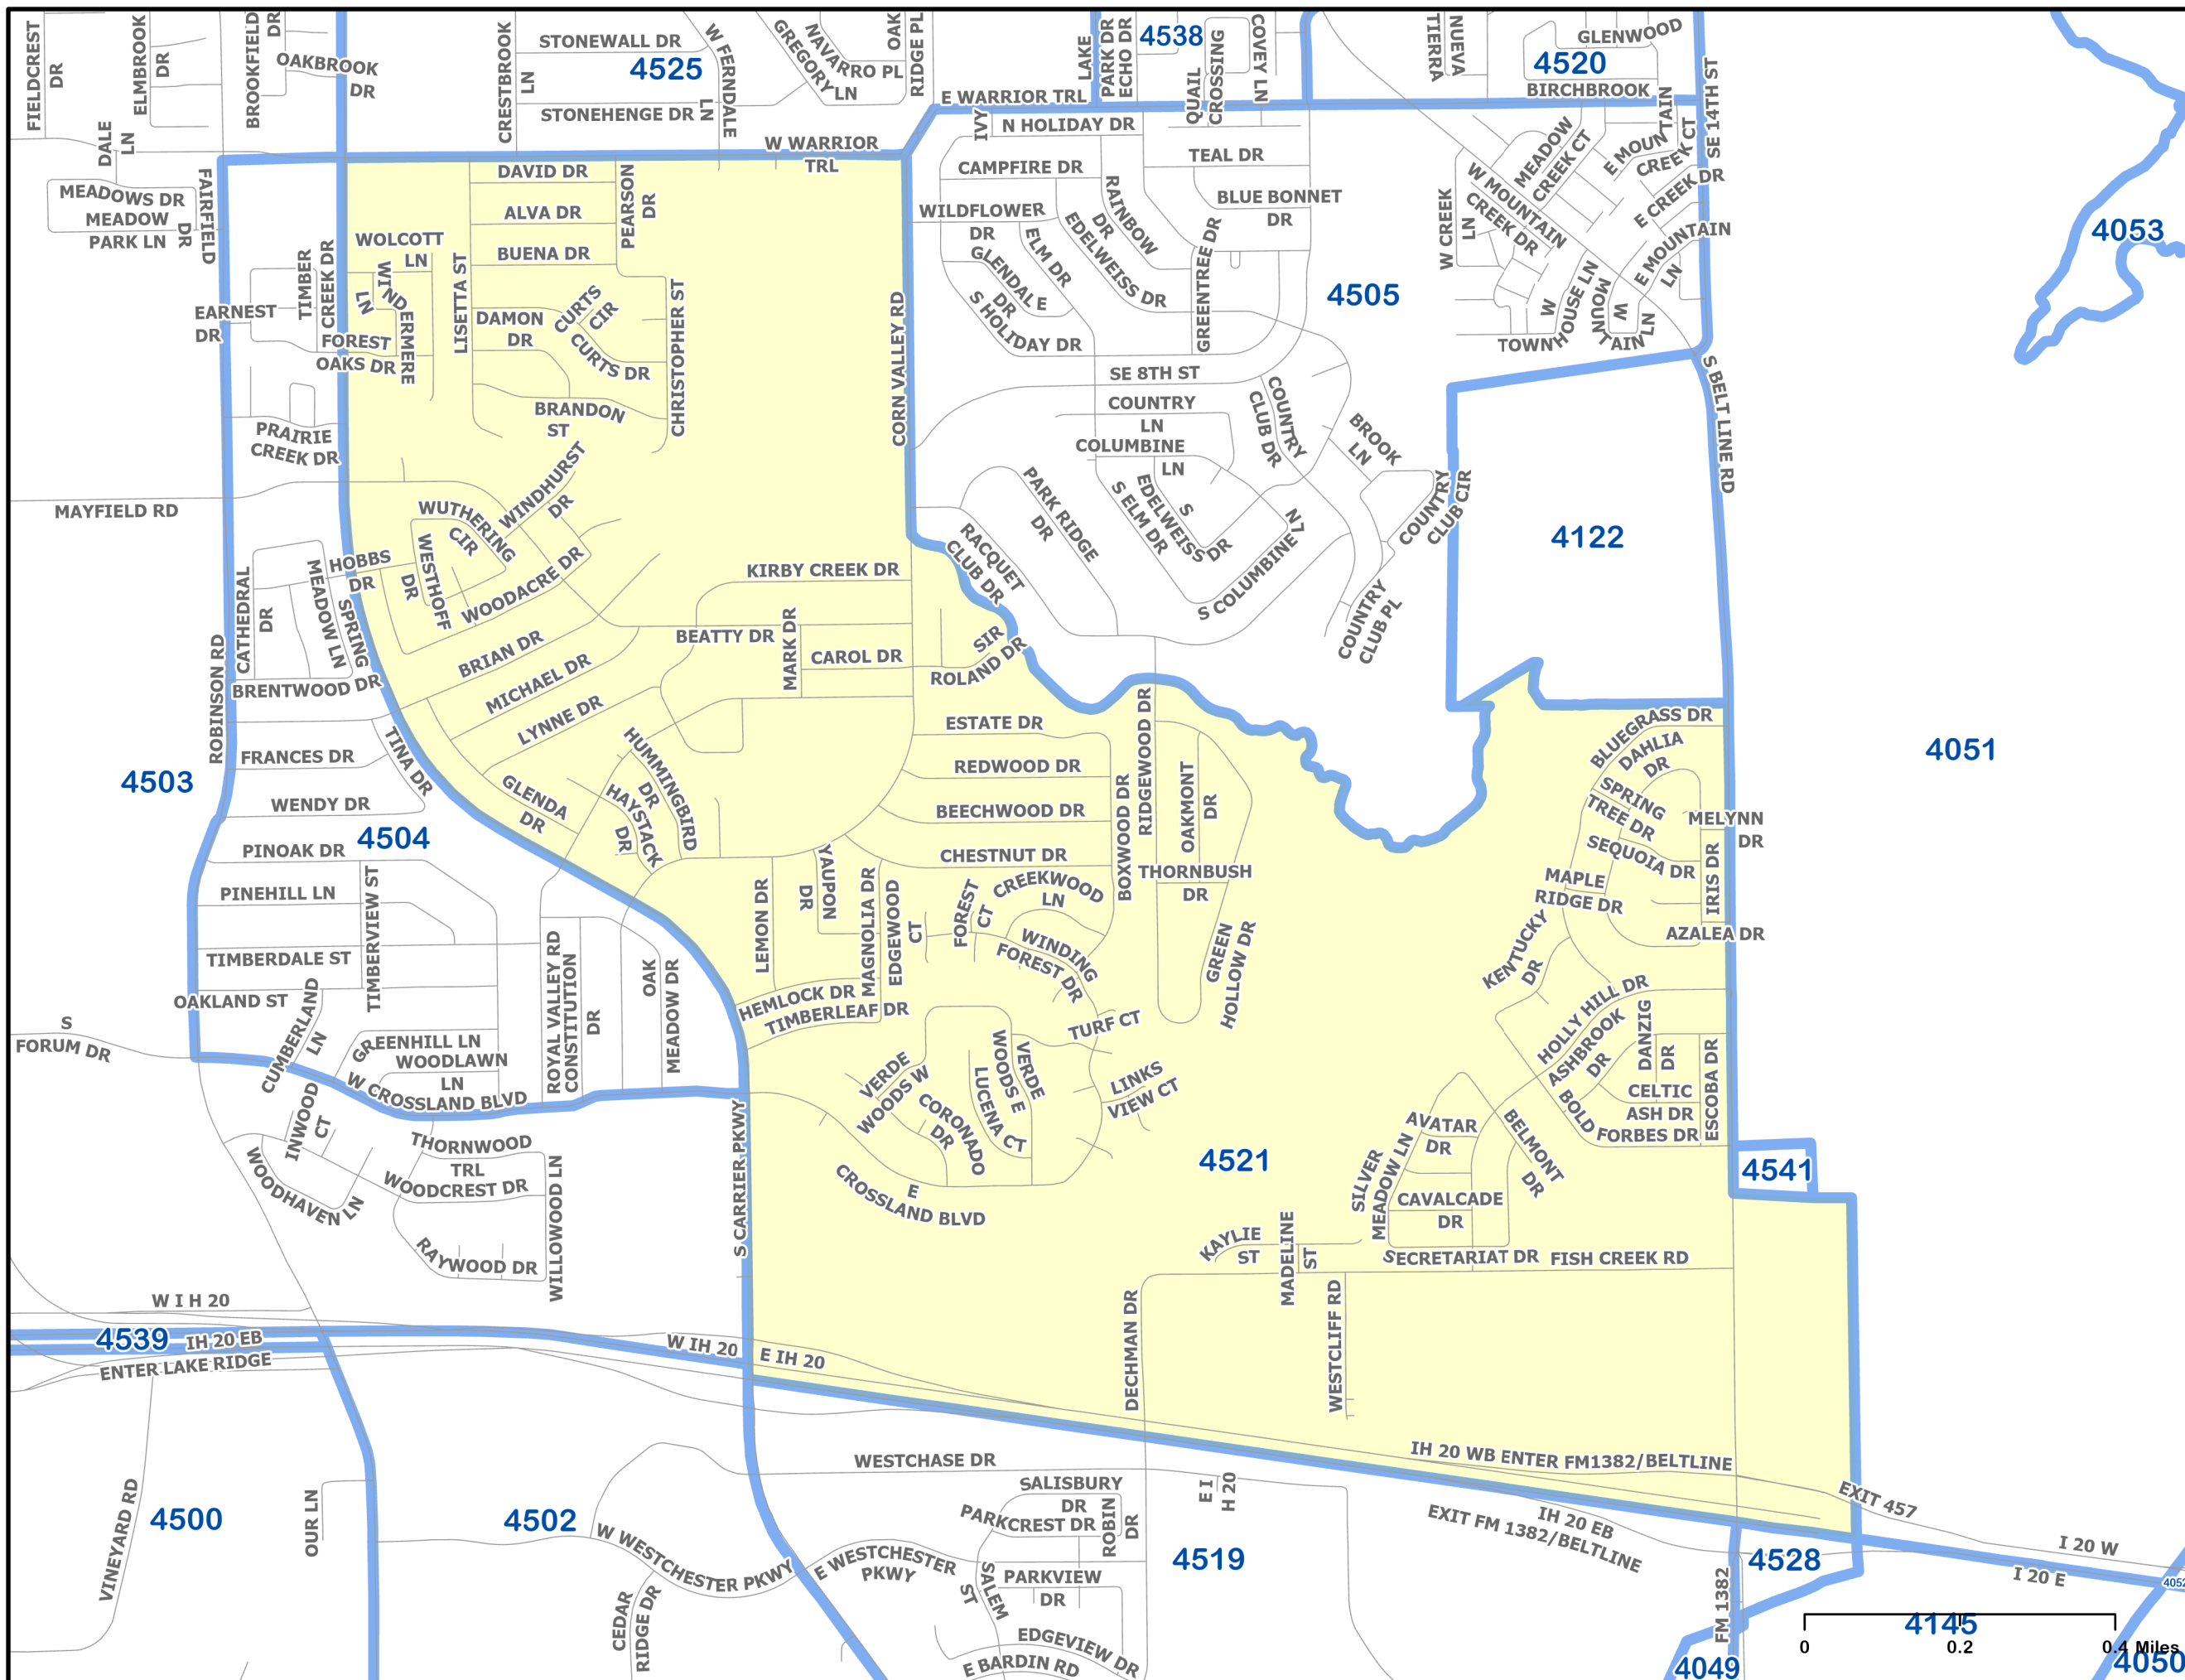 FIELDCREST
DR
ELMBROOK
DR
BROOKFIELD
DR
OAKBROOK
DR
CRESTBROOK
LN
STONEWALL DR
4525
STONEHENGE DR
W FERNDALE
LN
GREGORY
LN
NAVARRO PL
OAK
RIDGE PL
E WARRIOR TRL
LAKE
PARK DR
ECHO DR
4538
QUAIL
CROSSING
COVEY LN
TIERRA
NUEVA
GLENWOOD
4520
BIRCHBROOK
SE 14TH ST
DALE
LN
MEADOWS DR
MEADOW
PARK LN
DR
FAIRFIELD
W WARRIOR
TRL
DAVID DR
ALVA DR
BUENA DR
PEARSON
DR
WOLCOTT
LN
WINDERMERE
LN
LISETTA ST
DAMON
DR
CURTS
CIR
CURTS DR
CHRISTOPHER ST
BRANDON
ST
TIMBER
CREEK DR
EARNEST
DR
FOREST
OAKS DR
PRAIRIE
CREEK DR
MAYFIELD RD
CORN VALLEY RD
IVY
N HOLIDAY DR
CAMPFIRE DR
WILDFLOWER
DR
RAINBOW
DR
EDELWEISS DR
ELM DR
GLENDALE
DR
S HOLIDAY DR
TEAL DR
BLUE BONNET
DR
GREENTREE DR
4505
W CREEK
LN
W MOUNTAIN
CREEK DR
MEADOW
CREEK CT
E MOUNTAIN
CREEK CT
E CREEK DR
E MOUNTAIN
LN
W
HOUSE LN
TOWN
W
MOUNTAIN
LN
4053
SE 8TH ST
COUNTRY
LN
COLUMBINE
LN
COUNTRY
CLUB DR
BROOK
LN
COUNTRY
CLUB CIR
S BELT LINE RD
4122
PARK RIDGE
DR
S ELM DR
S
EDELWEISS DR
S COLUMBINE
LN
COUNTRY
CLUB PL
RACQUET
CLUB DR
WUTHERING
CIR
WINDHURST
DR
WESTHOFF
DR
WOODACRE DR
HOBBS
DR
CATHEDRAL
DR
MEADOW LN
SPRING
BRENTWOOD DR
ROBINSON RD
KIRBY CREEK DR
BEATTY DR
MARK DR
CAROL DR
SIR
ROLAND DR
BRIAN DR
MICHAEL DR
LYNNE DR
FRANCES DR
TINA DR
WENDY DR
4503
4504
GLENDA
DR
HUMMINGBIRD
DR
HAYSTACK
DR
ESTATE DR
REDWOOD DR
BEECHWOOD DR
CHESTNUT DR
BOXWOOD DR
RIDGEWOOD DR
OAKMONT
DR
THORNBUSH
DR
GREEN
HOLLOW DR
4051
BLUEGRASS DR
DAHLIA
DR
SPRING
TREE DR
MELYNN
DR
SEQUOIA DR
MAPLE
RIDGE DR
IRIS DR
AZALEA DR
KENTUCKY
DR
PINOAK DR
PINEHILL LN
TIMBERVIEW ST
TIMBERDALE ST
OAKLAND ST
CUMBERLAND
LN
GREENHILL LN
WOODLAWN
LN
W CROSSLAND BLVD
ROYAL VALLEY RD
CONSTITUTION
DR
OAK
MEADOW DR
S
FORUM DR
LEMON DR
YAUPON
DR
MAGNOLIA DR
EDGEWOOD
CT
FOREST
CT
CREEKWOOD
LN
WINDING
FOREST DR
HEMLOCK DR
TIMBERLEAF DR
TURF CT
LINKS
VIEW CT
VERDE
WOODS W
VERDE
WOODS E
LUCENA CT
CORONADO
DR
E
CROSSLAND BLVD
S CARRIER PKWY
4521
HOLLY HILL DR
ASHBROOK
DR
DANZIG
DR
CELTIC
ASH DR
BOLD
FORBES DR
ESCOBA DR
BELMONT
DR
AVATAR
DR
SILVER
MEADOW LN
CAVALCADE
DR
KAYLIE
ST
MADELINE
ST
SECRETARIAT DR
FISH CREEK RD
4541
INWOOD
CT
WOODHAVEN LN
THORNWOOD
TRL
WOODCREST DR
RAYWOOD DR
WILLOWOOD LN
W I H 20
4539
IH 20 EB
ENTER LAKE RIDGE
W IH 20
E IH 20
DECHMAN DR
WESTCLIFF RD
WESTCHASE DR
IH 20 WB ENTER FM1382/BELTLINE
EXIT 457
I 20 W
I 20 E
4052
IH 20 EB
EXIT FM 1382/BELTLINE
SALISBURY
DR
PARKCREST DR
ROBIN
DR
E I
H 20
4500
VINEYARD RD
OUR LN
4502
W WESTCHESTER PKWY
E WESTCHESTER
PKWY
CEDAR
RIDGE DR
SALEM
ST
PARKVIEW
DR
EDGEVIEW DR
E BARDIN RD
4519
4528
FM 1382
4145
4049
4050
0
0.2
0.4 Miles